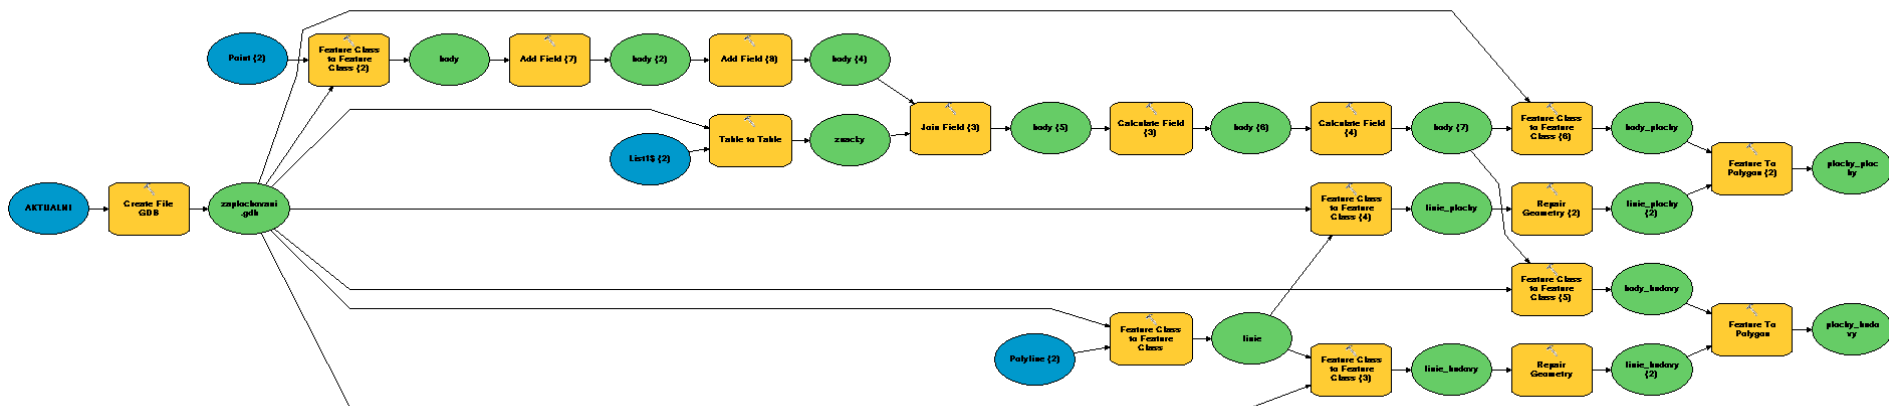 Point (2)
Feature Class
to Feature
Class (2)
body
Add Field (7)
body (2)
Add Field (8)
body (4)
List1$ (2)
Table to Table
znacky
Join Field (3)
body (5)
Calculate Field
(3)
body (6)
Calculate Field
(4)
body (7)
Feature Class
to Feature
Class (6)
body_plochy
Feature To
Polygon (2)
plochy_ploc
hy
AKTUALNI
Create File
GDB
zaplochovani
.gdb
Feature Class
to Feature
Class (4)
linie_plochy
Repair
Geometry (2)
linie_plochy
(2)
Feature Class
to Feature
Class (5)
body_budovy
Polyline (2)
Feature Class
to Feature
Class
linie
Feature Class
to Feature
Class (3)
linie_budovy
Repair
Geometry
linie_budovy
(2)
Feature To
Polygon
plochy_budo
vy